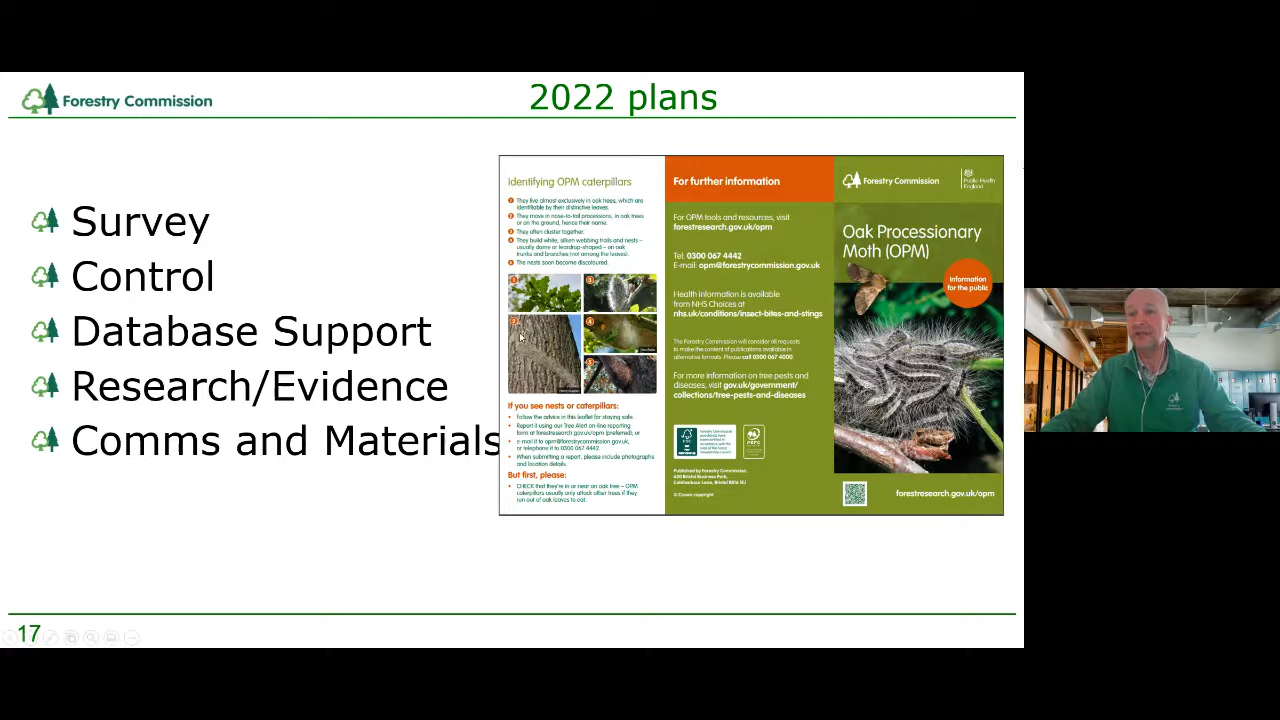 Forestry Commission
2022 plans
Survey
Control
Database Support
Research/Evidence
Comms and Materials
Identifying OPM caterpillars
1 They live almost exclusively in oak trees, which are
identifiable by their distinctive leaves.
2 They move in nose-to-tail processions, in oak trees
or on the ground, hence their name.
3 They often cluster together.
4 They build white, silken webbing trails and nests –
usually dome or teardrop-shaped – on oak
trunks and branches (not among the leaves).
5 The nests soon become discoloured.
1
3
2
4
5
If you see nests or caterpillars:
• Follow the advice in this leaflet for staying safe.
• Report it using our Tree Alert on-line reporting
form at forestresearch.gov.uk/opm (preferred); or
• e-mail it to opm@forestrycommission.gov.uk,
or telephone it to 0300 067 4442
• When submitting a report, please include photographs
and location details.
But first, please:
• CHECK that they're in or near an oak tree – OPM
caterpillars usually only attack other trees if they
run out of oak leaves to eat.
For further information
For OPM tools and resources, visit
forestresearch.gov.uk/opm
Tel: 0300 067 4442
E-mail: opm@forestrycommission.gov.uk
Health information is available
from NHS Choices at
nhs.uk/conditions/insect-bites-and-stings
The Forestry Commission will consider all requests
to make the content of publications available in
alternative formats. Please call 0300 067 4000
For more information on tree pests and
diseases, visit gov.uk/government/
collections/tree-pests-and-diseases
FSC
PEFC
Published by Forestry Commission,
620 Bristol Business Park,
Coldharbour Lane, Bristol BS16 1EJ
© Crown copyright
Forestry Commission
Public Health
England
Oak Processionary
Moth (OPM)
Information
for the public
forestresearch.gov.uk/opm
17